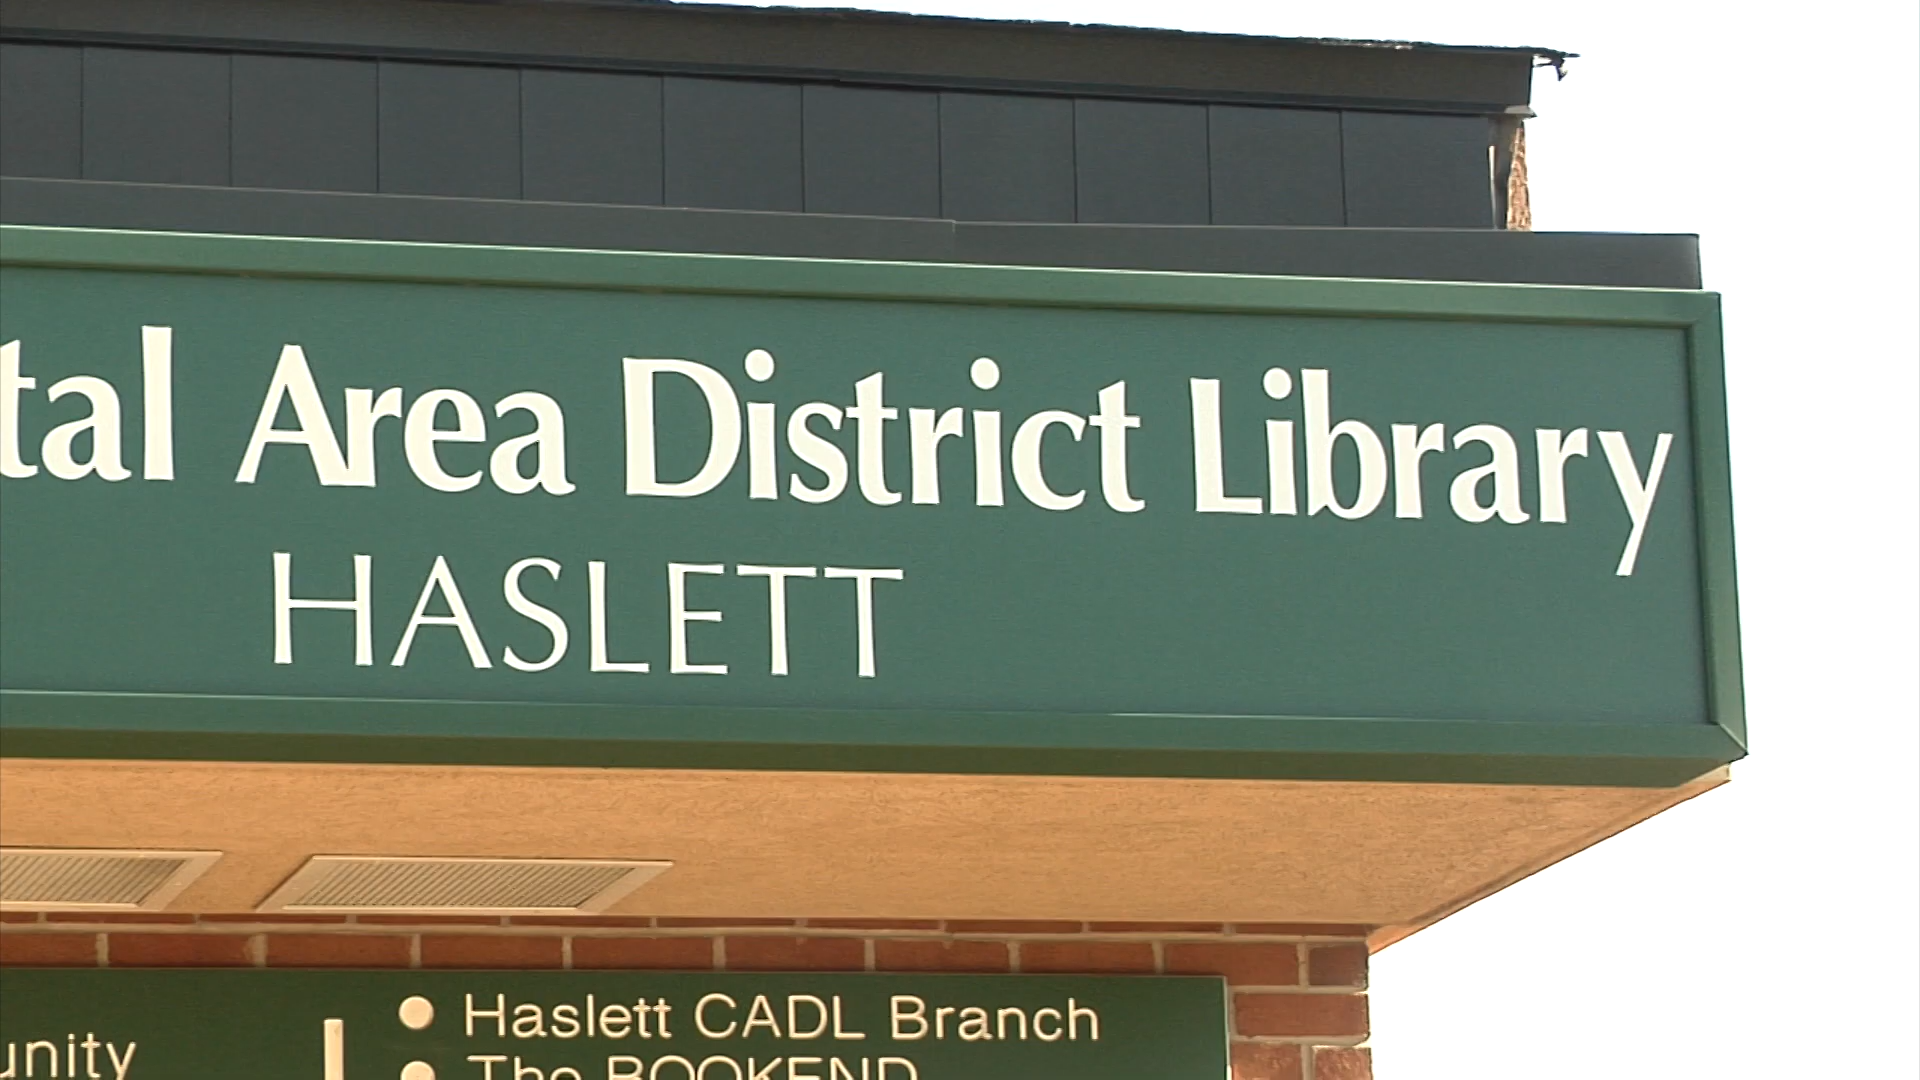 tal Area District Library
HASLETT
unity
Haslett CADL Branch
The BOOKEND